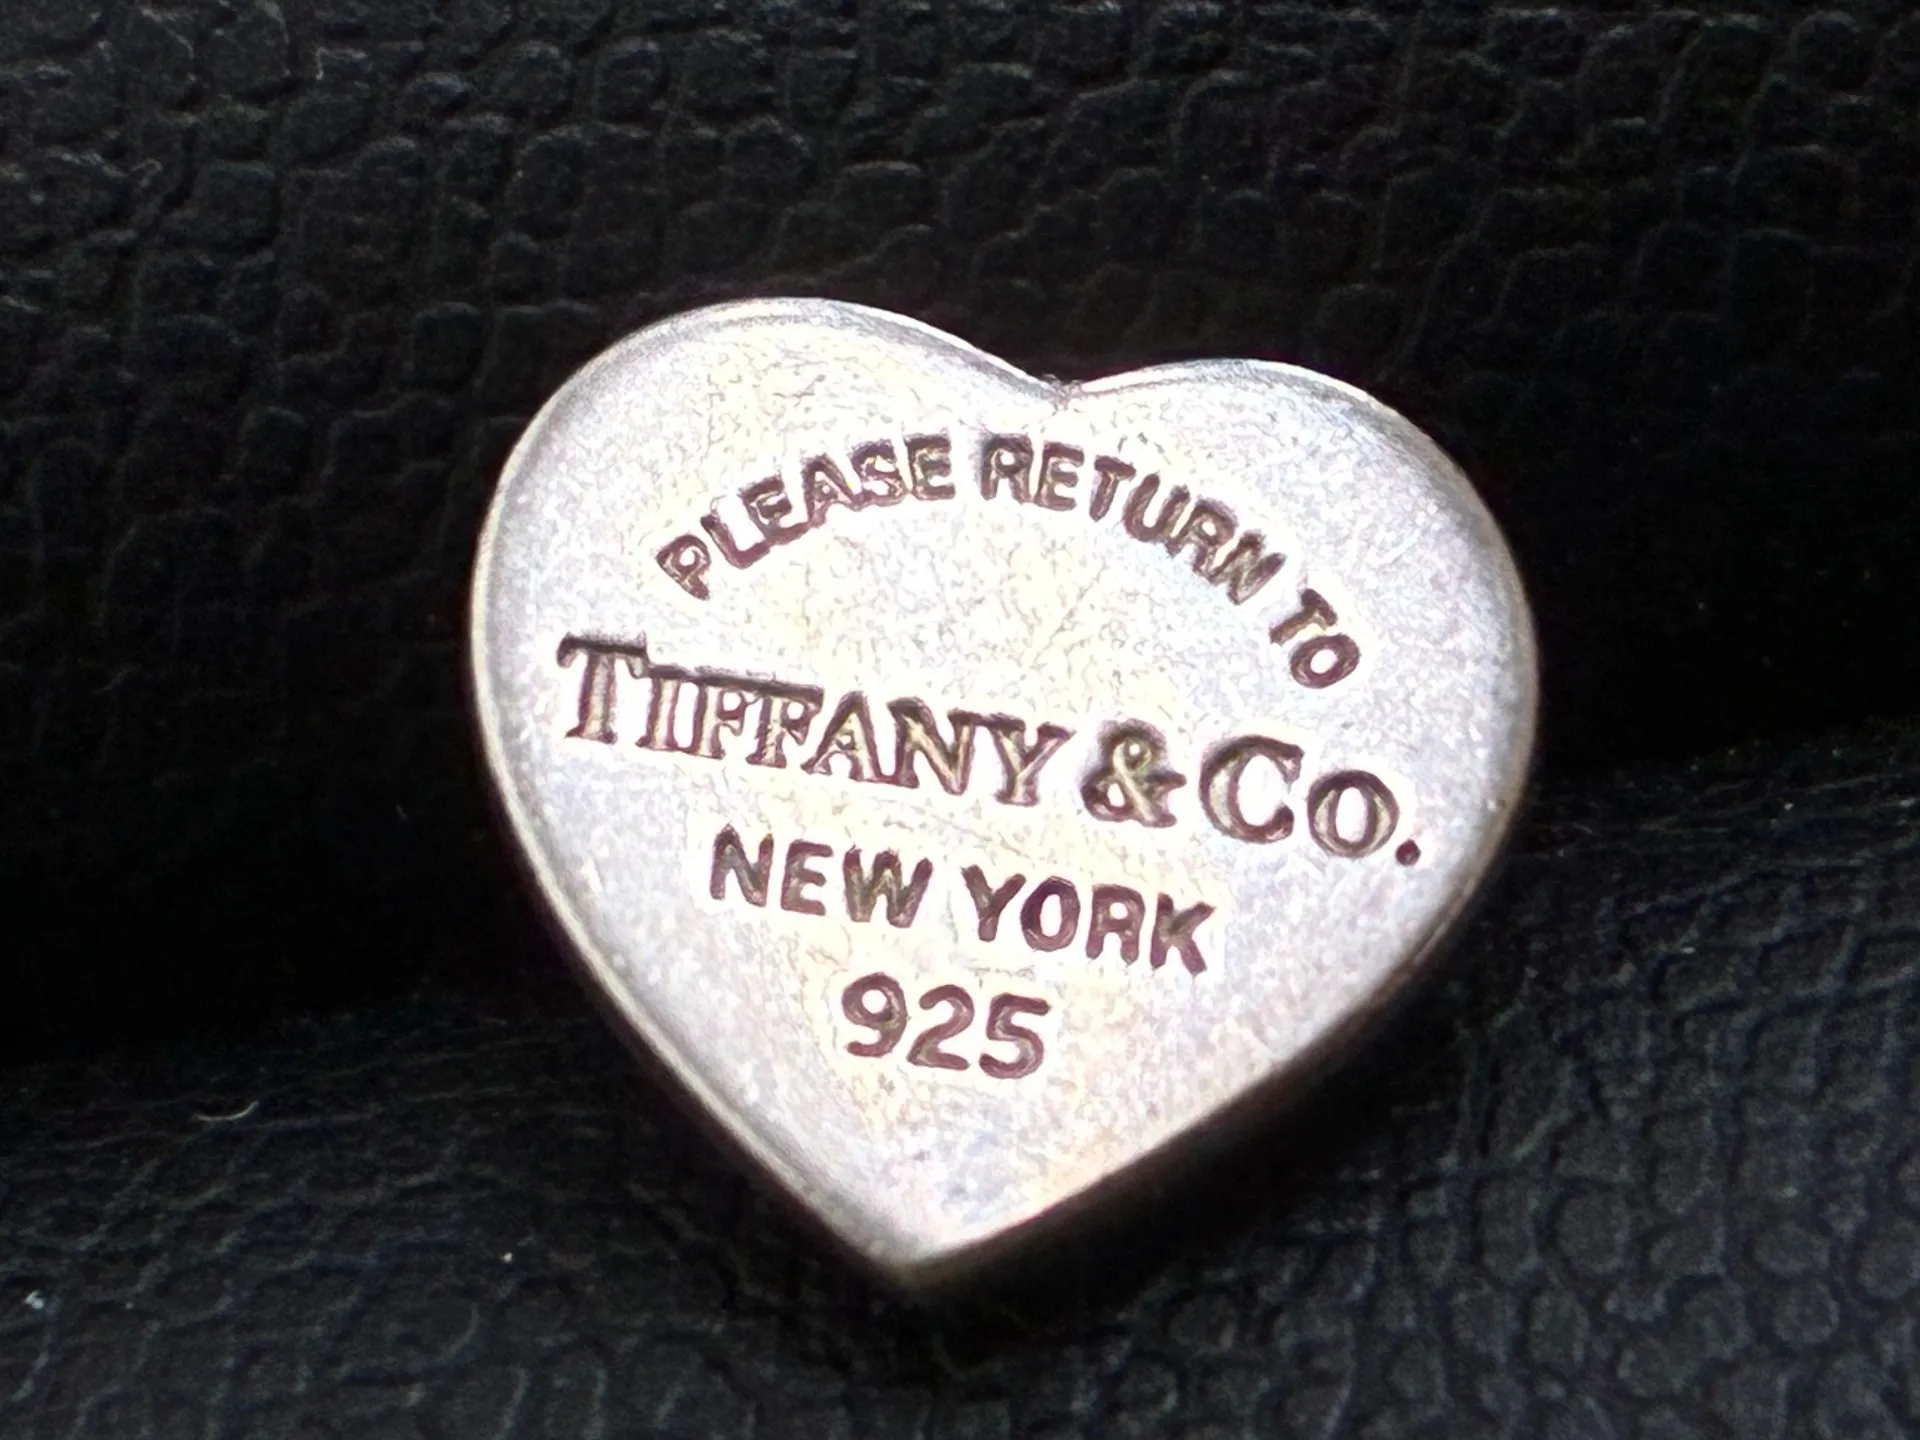 PLEASE RETURN TO
TIFFANY & CO.
NEW YORK
925